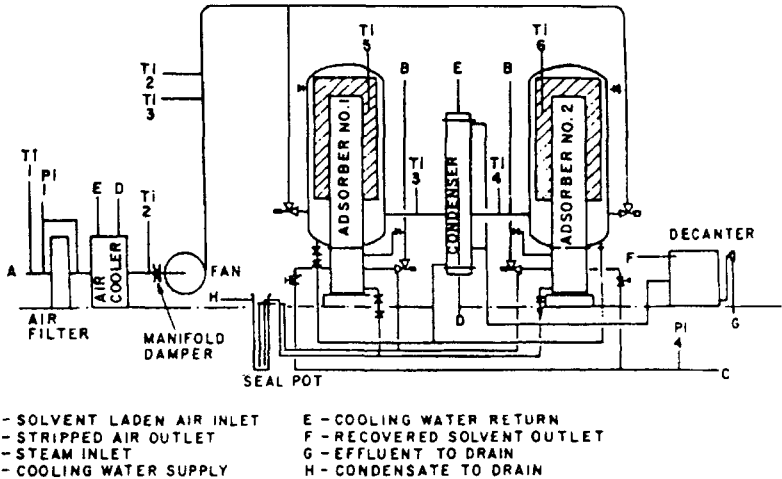 TI
5
TI
6
B
E
B
TI
2
TI
3
ADSORBER NO. 1
CONDENSER
ADSORBER NO. 2
TI
3
TI
4
TI
PI
E D
TI
2
DECANTER
F
A
AIR
COOLER
FAN
H
AIR
FILTER
MANIFOLD
DAMPER
D
G
PI
4
SEAL POT
C
- SOLVENT LADEN AIR INLET
- STRIPPED AIR OUTLET
- STEAM INLET
- COOLING WATER SUPPLY
E - COOLING WATER RETURN
F - RECOVERED SOLVENT OUTLET
G - EFFLUENT TO DRAIN
H - CONDENSATE TO DRAIN